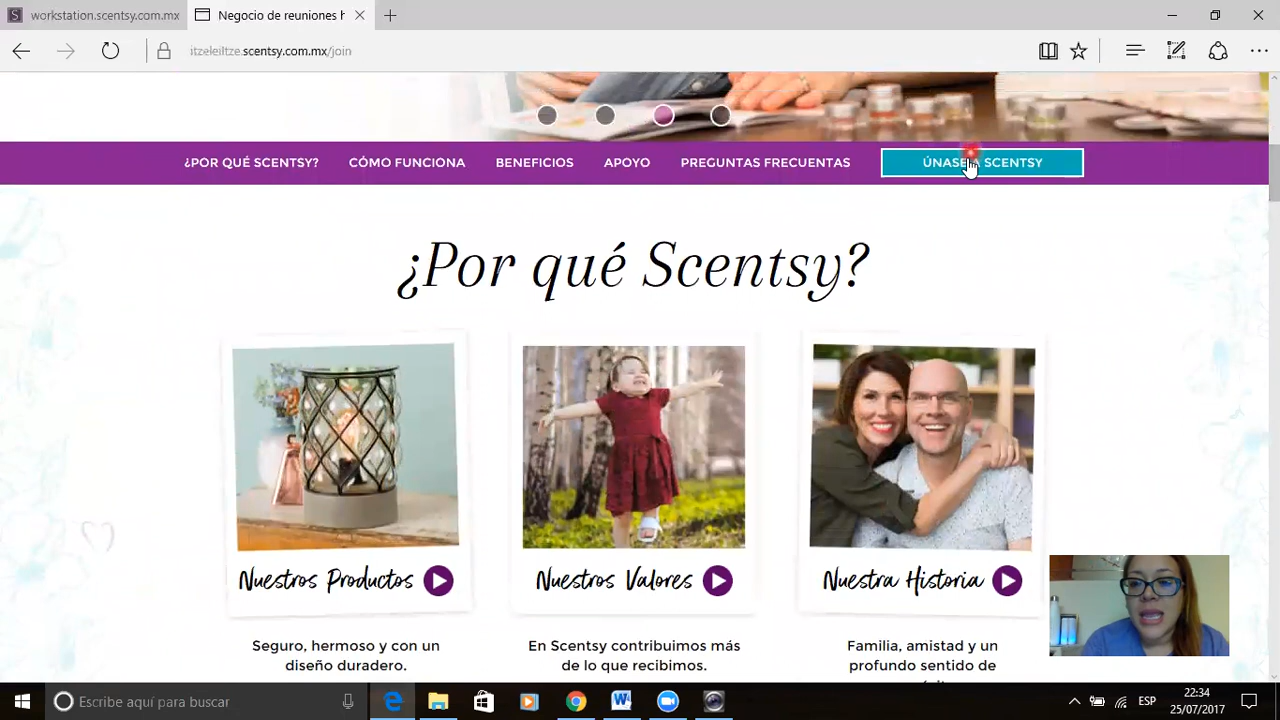 workstation.scentsy.com.mx
Negocio de reuniones h
itzeleiltze.scentsy.com.mx/join
¿POR QUÉ SCENTSY?
CÓMO FUNCIONA
BENEFICIOS
APOYO
PREGUNTAS FRECUENTAS
ÚNASE A SCENTSY
¿Por qué Scentsy?
Nuestros Productos
Nuestros Valores
Nuestra Historia
Seguro, hermoso y con un
diseño duradero.
En Scentsy contribuimos más
de lo que recibimos.
Familia, amistad y un
profundo sentido de
Escribe aquí para buscar
ESP
22:34
25/07/2017